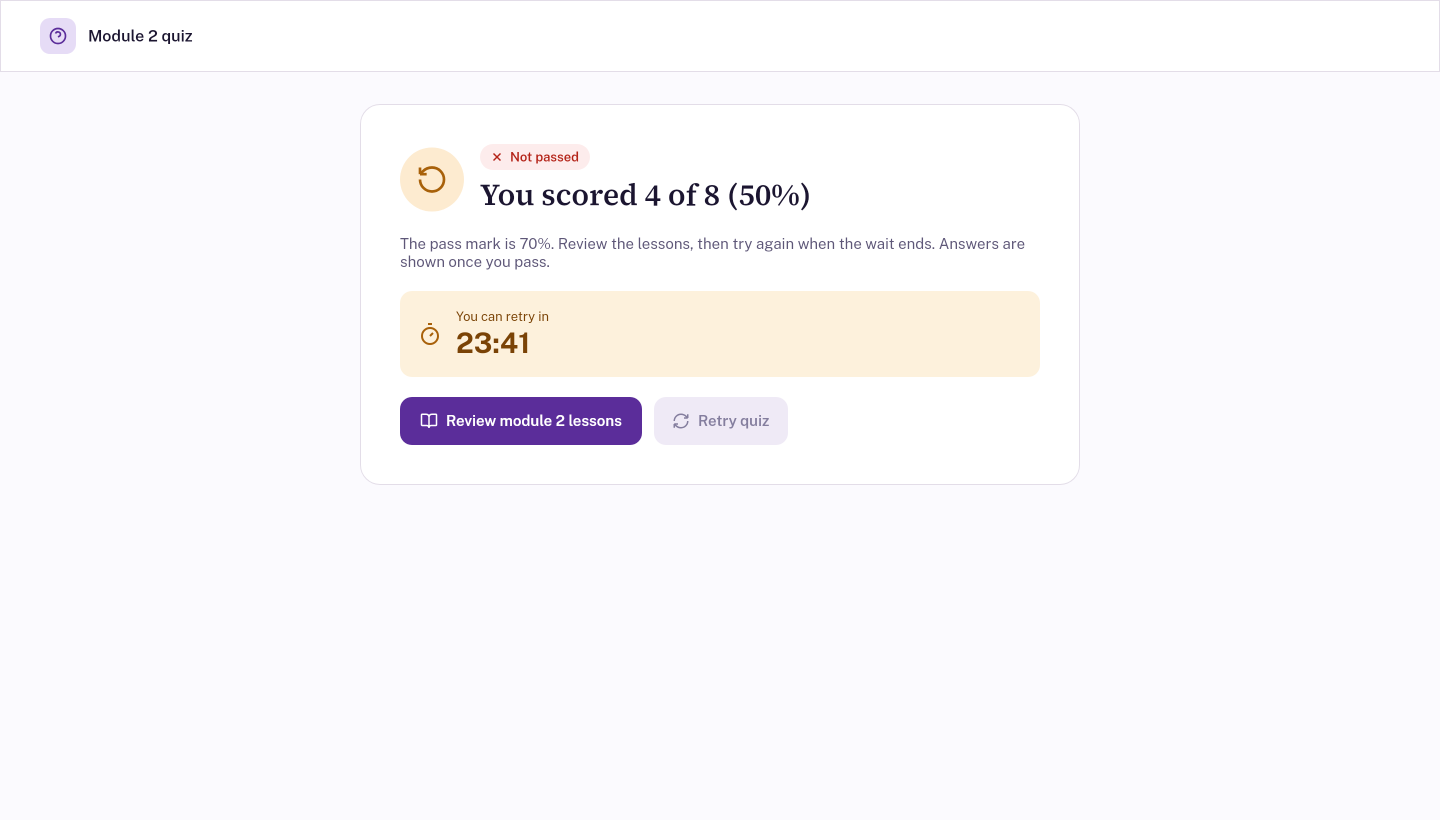 Module 2 quiz
Not passed
You scored 4 of 8 (50%)
The pass mark is 70%. Review the lessons, then try again when the wait ends. Answers are
shown once you pass.
You can retry in
23:41
Review module 2 lessons
Retry quiz